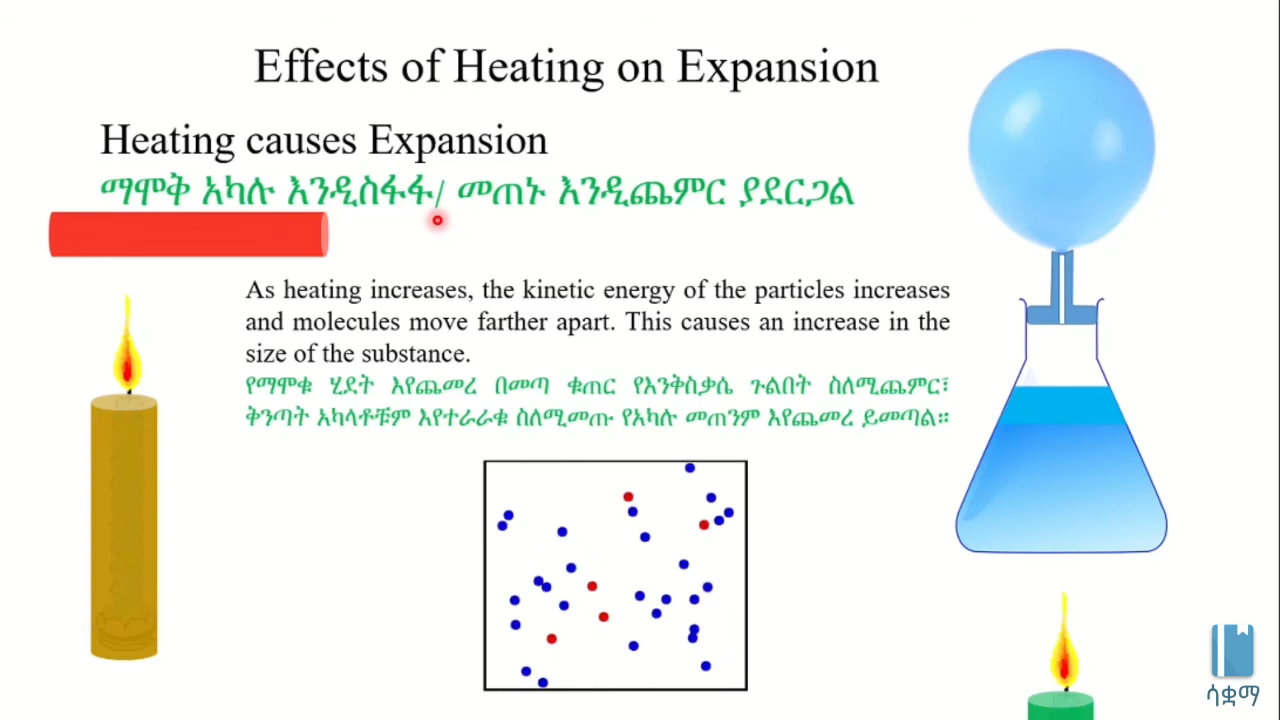 Effects of Heating on Expansion
Heating causes Expansion
ማሞቅ አካሉ እንዲስፋፋ/ መጠኑ እንዲጨምር ያደርጋል
As heating increases, the kinetic energy of the particles increases
and molecules move farther apart. This causes an increase in the
size of the substance.
የማሞቁ ሂደት እየጨመረ በመጣ ቁጠር የእንቅስቃሴ ጉልበት ስለሚጨምር፣
ቅንጣት አካላቶቹም እየተራራቁ ስለሚመጡ የአካሉ መጠንም እየጨመረ ይመጣል።
ሳቋማ